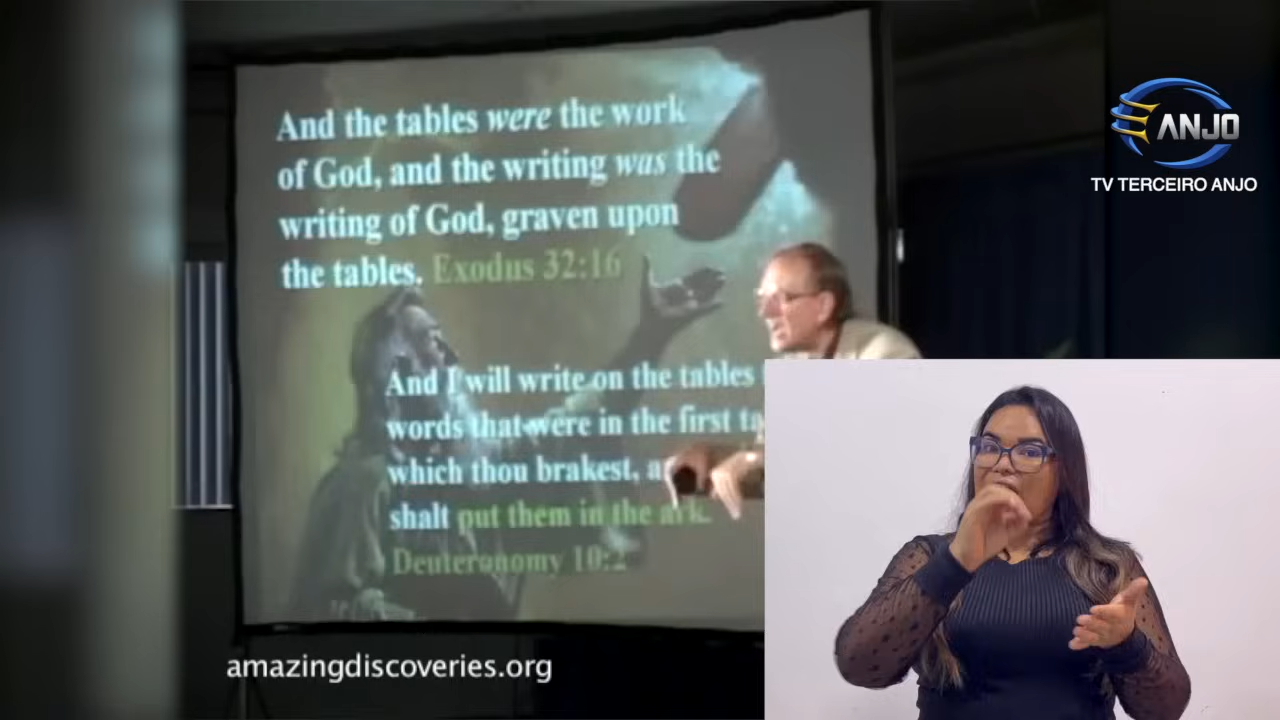 And the tables were the work
of God, and the writing was the
writing of God, graven upon
the tables. Exodus 32:16
And I will write on the tables
words that were in the first
which thou brakest,
shalt put them in the ark.
Deuteronomy 10:2
amazingdiscoveries.org
ANJO
TV TERCEIRO ANJO